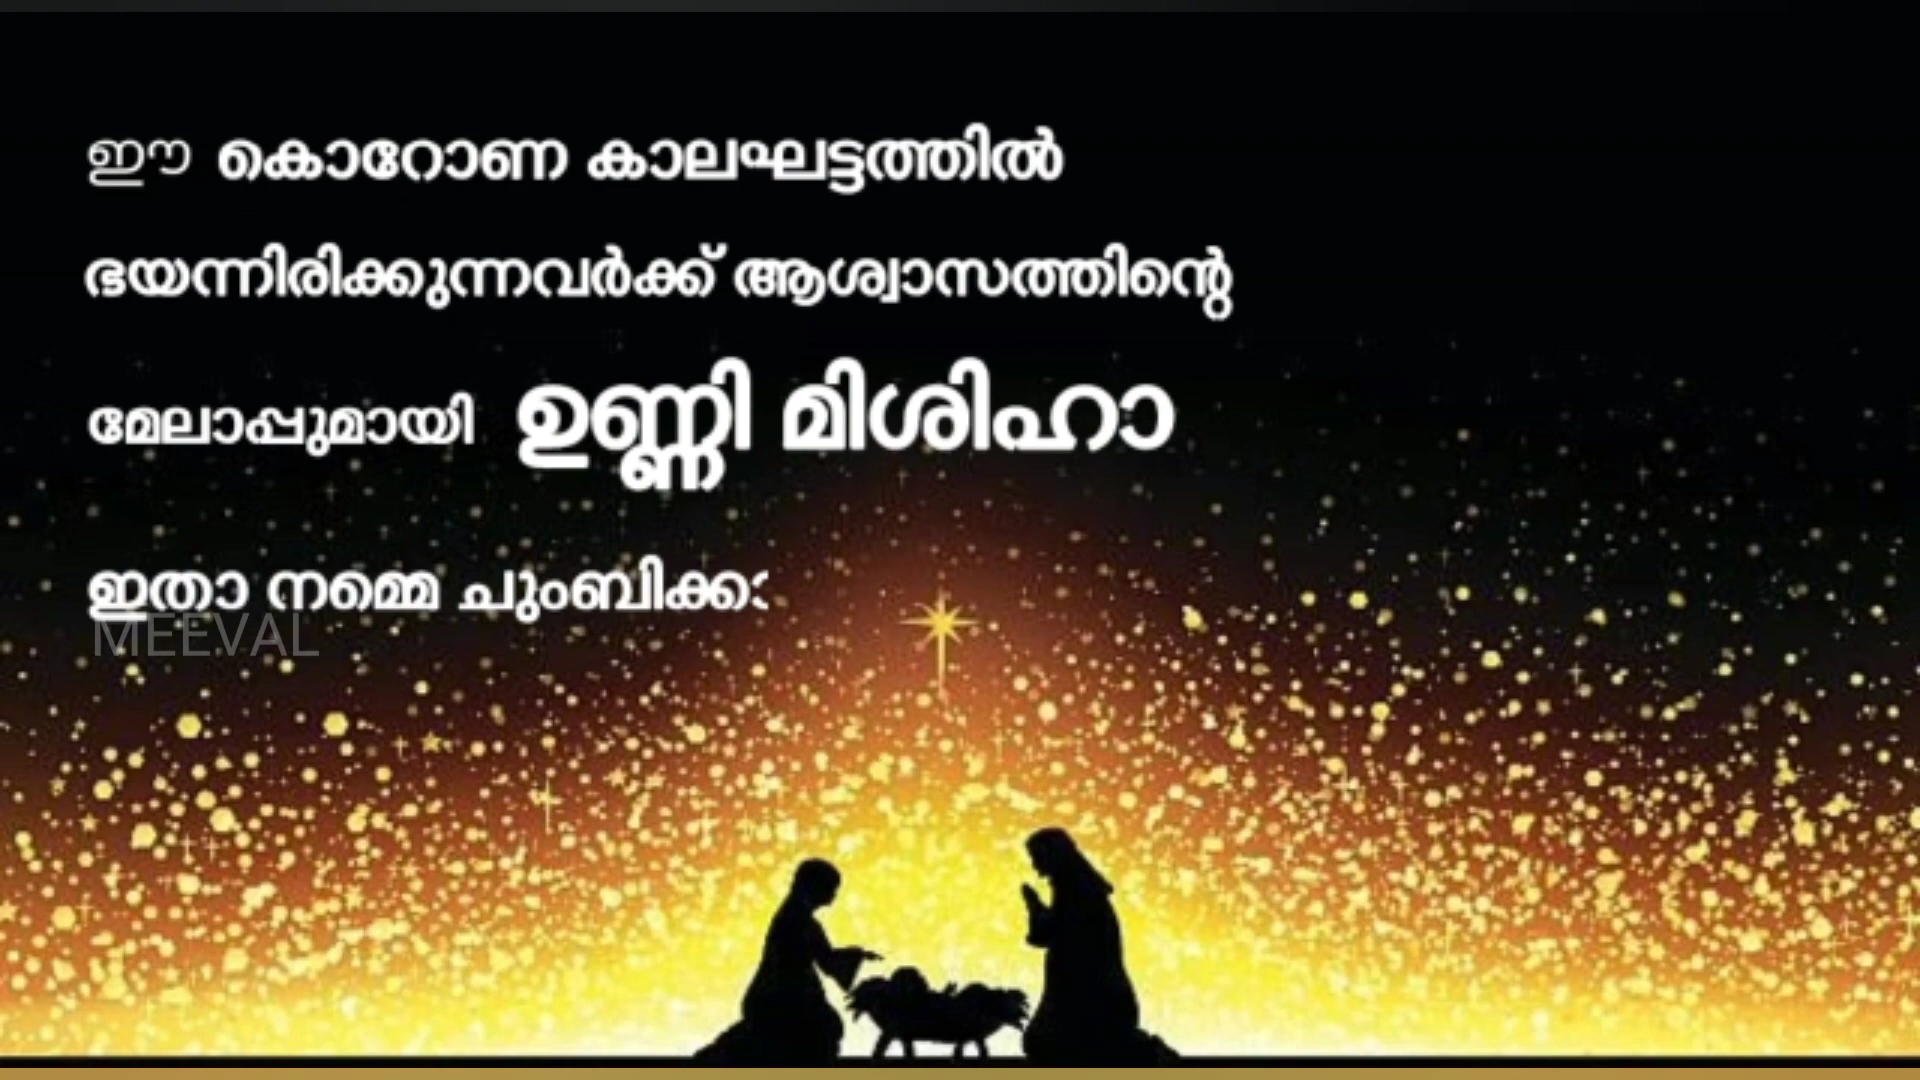 ഈ കൊറോണ കാലഘട്ടത്തിൽ
ഭയന്നിരിക്കുന്നവർക്ക് ആശ്വാസത്തിന്റെ
മേലാപ്പുമായി ഉണ്ണി മിശിഹാ
ഇതാ നമ്മെ
MEEVAL